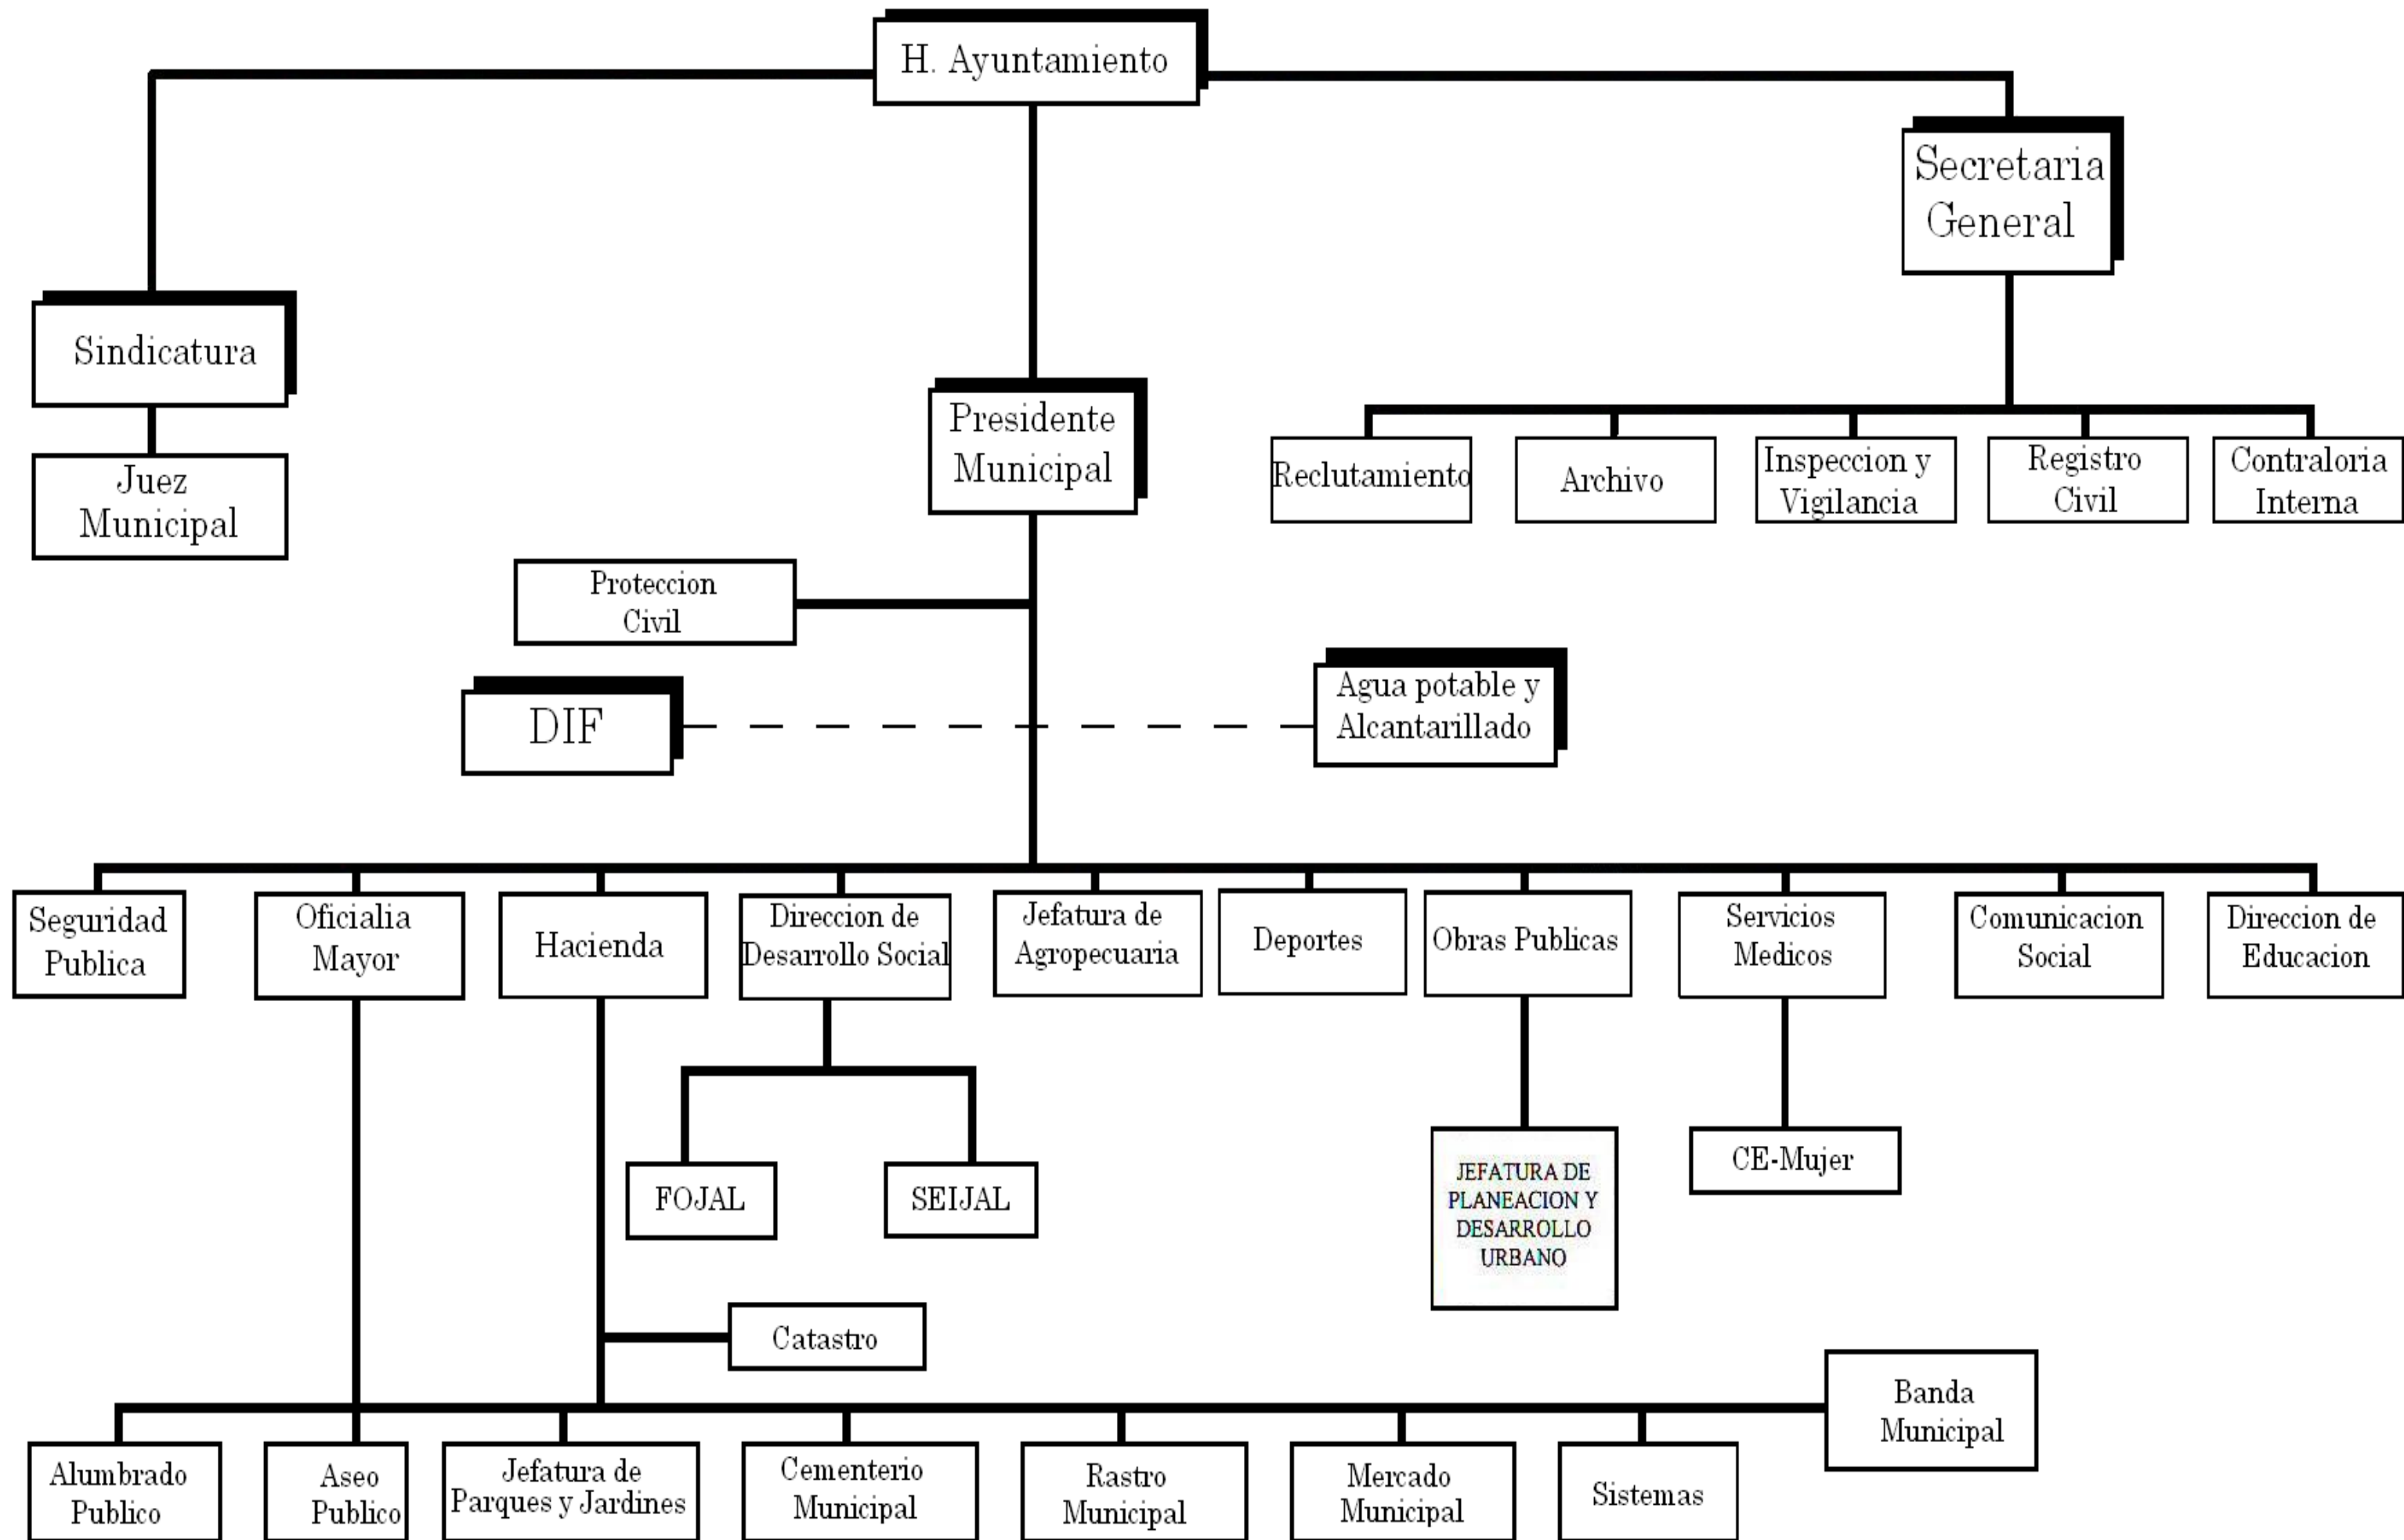 H. Ayuntamiento
Secretaria
General
Sindicatura
Juez
Municipal
Presidente
Municipal
Reclutamiento
Archivo
Inspeccion y
Vigilancia
Registro
Civil
Contraloria
Interna
Proteccion
Civil
DIF
Agua potable y
Alcantarillado
Seguridad
Publica
Oficialia
Mayor
Hacienda
Direccion de
Desarrollo Social
Jefatura de
Agropecuaria
Deportes
Obras Publicas
Servicios
Medicos
Comunicacion
Social
Direccion de
Educacion
FOJAL
SEIJAL
JEFATURA DE
PLANEACION Y
DESARROLLO
URBANO
CE-Mujer
Catastro
Banda
Municipal
Alumbrado
Publico
Aseo
Publico
Jefatura de
Parques y Jardines
Cementerio
Municipal
Rastro
Municipal
Mercado
Municipal
Sistemas